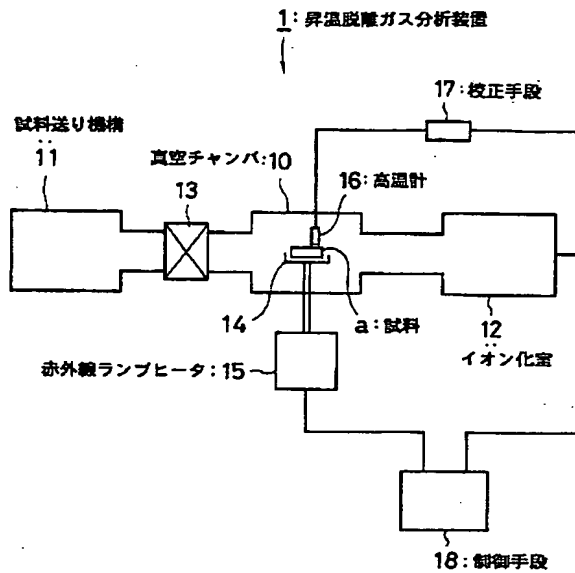 1:昇温脱離ガス分析装置
17:校正手段
試料送り機構
11
真空チャンバ:10
13
16:高温計
14
a:試料
12
イオン化室
赤外線ランプヒータ:15
18:制御手段